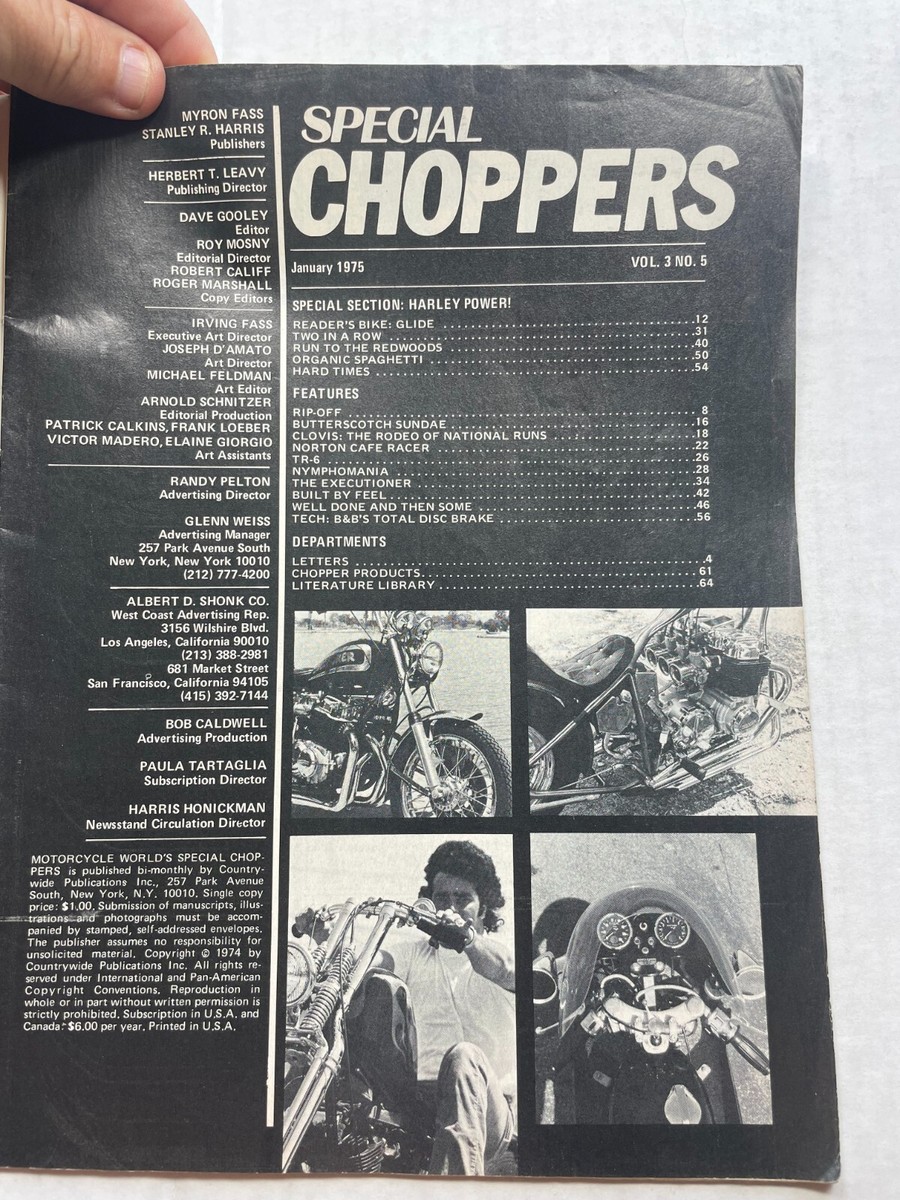 MYRON FASS
STANLEY R. HARRIS
Publishers
HERBERT T. LEAVY
Publishing Director
DAVE GOOLEY
Editor
ROY MOSNY
Editorial Director
ROBERT CALIFF
ROGER MARSHALL
Copy Editors
IRVING FASS
Executive Art Director
JOSEPH D'AMATO
Art Director
MICHAEL FELDMAN
Art Editor
ARNOLD SCHNITZER
Editorial Production
PATRICK CALKINS, FRANK LOEBER
VICTOR MADERO, ELAINE GIORGIO
Art Assistants
RANDY PELTON
Advertising Director
GLENN WEISS
Advertising Manager
257 Park Avenue South
New York, New York 10010
(212) 777-4200
ALBERT D. SHONK CO.
West Coast Advertising Rep.
3156 Wilshire Blvd.
Los Angeles, California 90010
(213) 388-2981
681 Market Street
San Francisco, California 94105
(415) 392-7144
BOB CALDWELL
Advertising Production
PAULA TARTAGLIA
Subscription Director
HARRIS HONICKMAN
Newsstand Circulation Director
MOTORCYCLE WORLD'S SPECIAL CHOP-
PERS is published bi-monthly by Country-
wide Publications Inc., 257 Park Avenue
South, New York, N.Y. 10010. Single copy
price: $1.00. Submission of manuscripts, illus-
trations and photographs must be accom-
panied by stamped, self-addressed envelopes.
The publisher assumes no responsibility for
unsolicited material. Copyright © 1974 by
Countrywide Publications Inc. All rights re-
served under International and Pan-American
Copyright Conventions. Reproduction in
whole or in part without written permission is
strictly prohibited. Subscription in U.S.A. and
Canada: $6.00 per year. Printed in U.S.A.
SPECIAL
CHOPPERS
January 1975 VOL. 3 NO. 5
SPECIAL SECTION: HARLEY POWER!
READER'S BIKE: GLIDE ........ 12
TWO IN A ROW ........ 31
RUN TO THE REDWOODS ........ 40
ORGANIC SPAGHETTI ........ 50
HARD TIMES ........ 54
FEATURES
RIP-OFF ........ 8
BUTTERSCOTCH SUNDAE ........ 16
CLOVIS: THE RODEO OF NATIONAL RUNS ........ 18
NORTON CAFE RACER ........ 22
TR-6 ........ 26
NYMPHOMANIA ........ 28
THE EXECUTIONER ........ 34
BUILT BY FEEL ........ 42
WELL DONE AND THEN SOME ........ 46
TECH: B&B'S TOTAL DISC BRAKE ........ 56
DEPARTMENTS
LETTERS ........ 4
CHOPPER PRODUCTS ........ 61
LITERATURE LIBRARY ........ 64